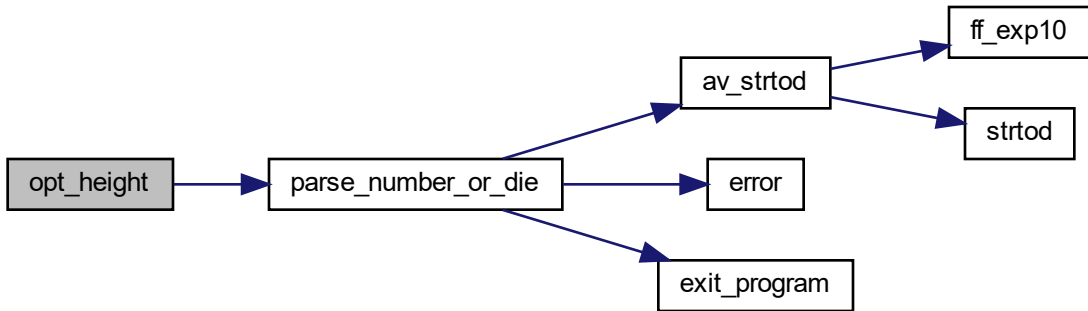 ff_exp10
av_strtod
strtod
opt_height
parse_number_or_die
error
exit_program